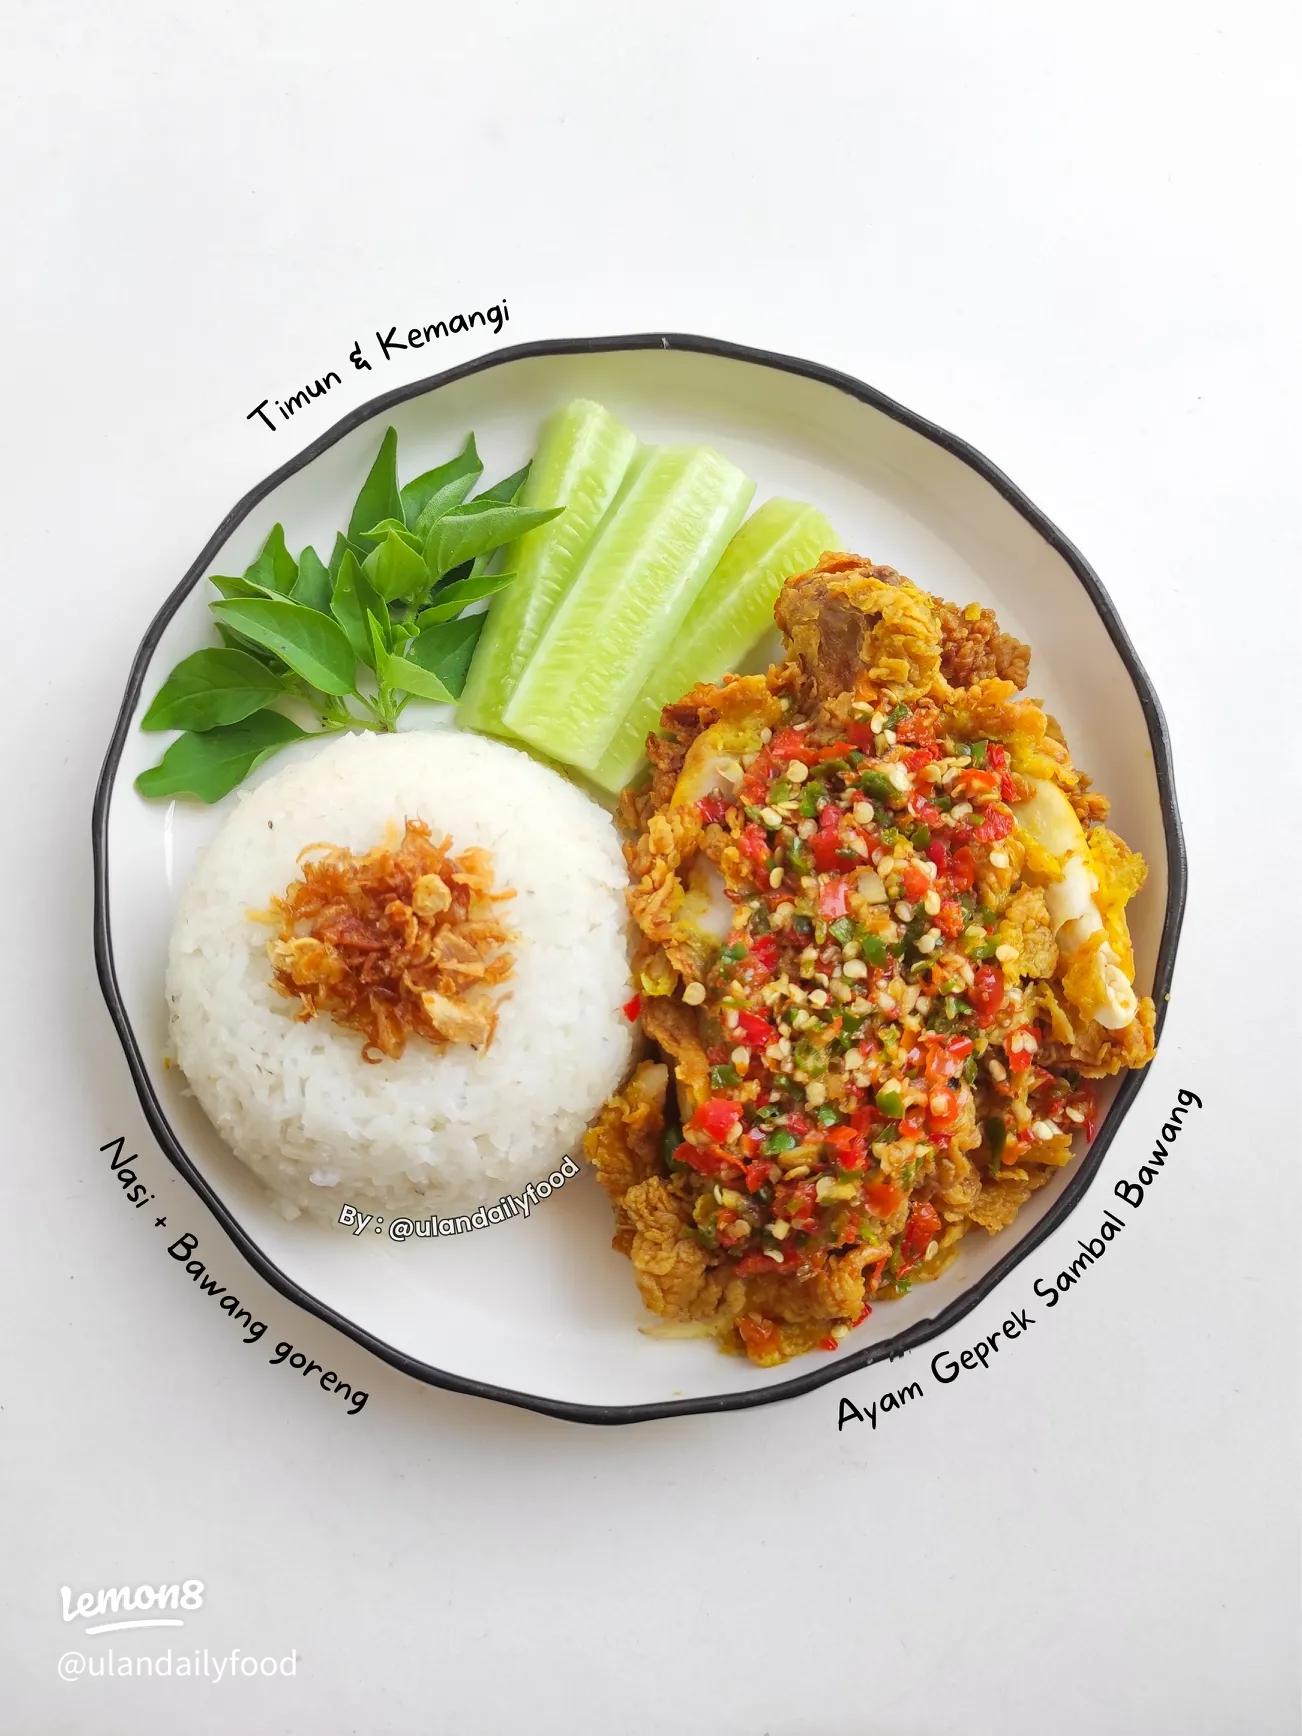 Timun & Kemangi
Nasi + Bawang goreng
By : @ulandailyfood
Ayam Geprek Sambal Bawang
Lemon8
@ulandailyfood